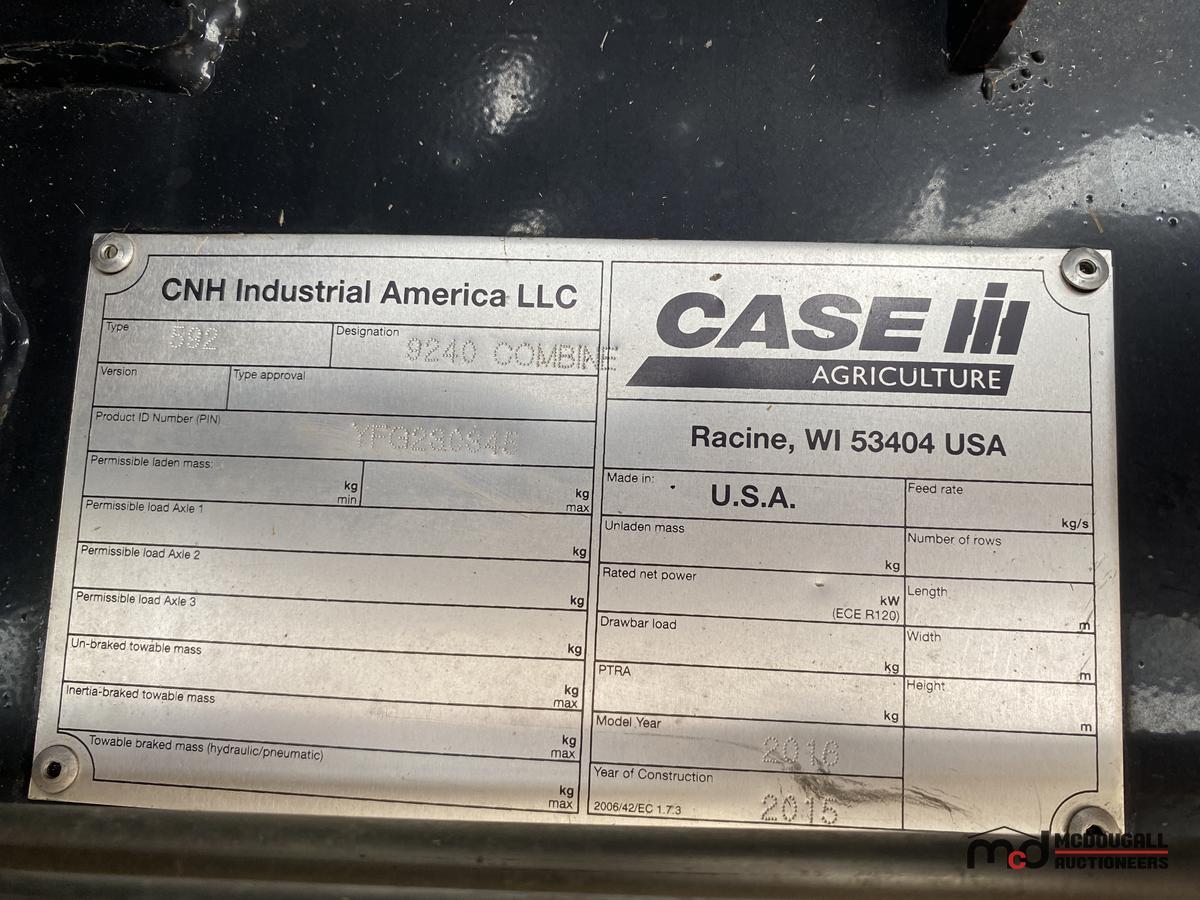 CNH Industrial America LLC
Type
592
Designation
9240 COMBINE
Version
Type approval
Product ID Number (PIN)
Permissible laden mass:
kg
min
kg
max
Permissible load Axle 1
kg
Permissible load Axle 2
kg
Permissible load Axle 3
kg
Un-braked towable mass
kg
max
Inertia-braked towable mass
kg
max
Towable braked mass (hydraulic/pneumatic)
kg
max
CASE IH
AGRICULTURE
Racine, WI 53404 USA
Made in:
U.S.A.
Feed rate
kg/s
Unladen mass
kg
Number of rows
Rated net power
kW
(ECE R120)
Length
m
Drawbar load
kg
Width
m
PTRA
kg
Height
m
Model Year
2016
Year of Construction
2006/42/EC 1.7.3
2015
mcd
MCDOUGALL
AUCTIONEERS